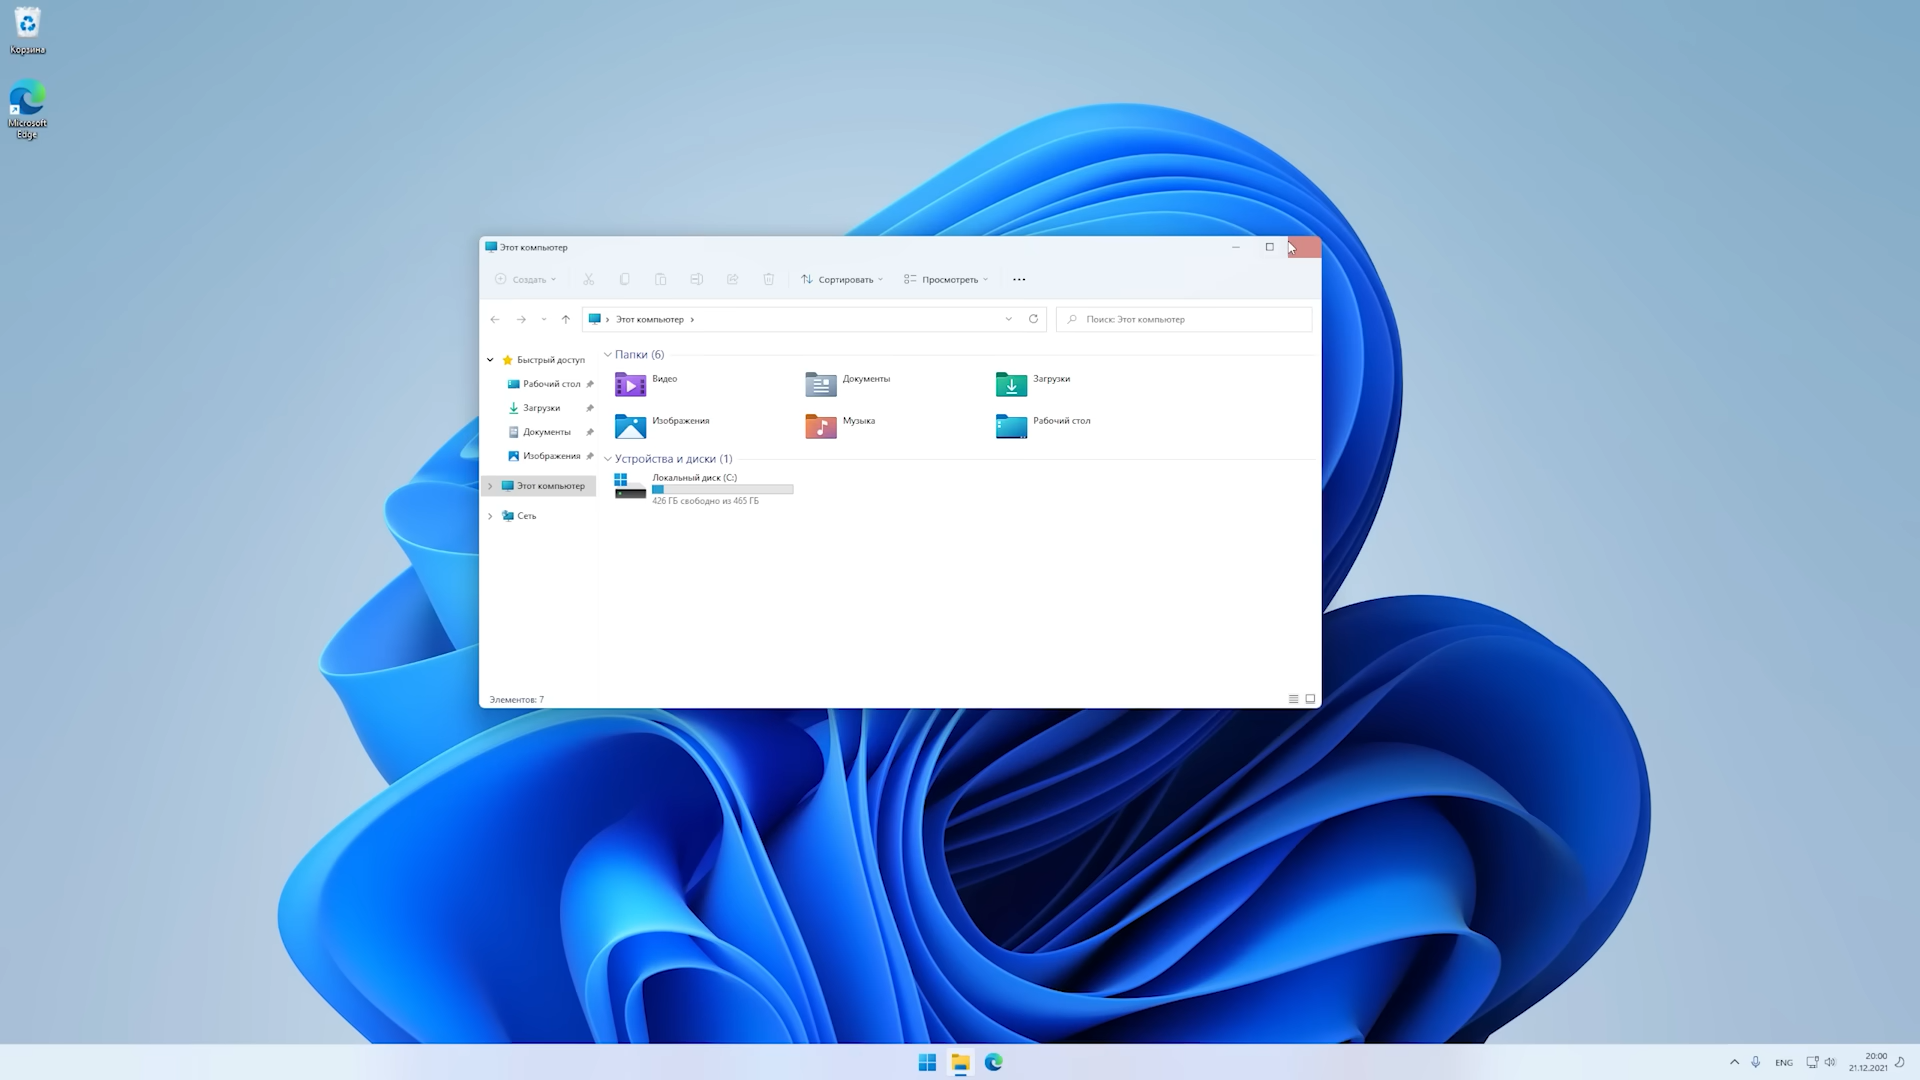 Корзина
Microsoft
Edge
Этот компьютер
Создать
Сортировать
Просмотреть
Этот компьютер
Поиск: Этот компьютер
Быстрый доступ
Рабочий стол
Загрузки
Документы
Изображения
Этот компьютер
Сеть
Папки (6)
Видео
Документы
Загрузки
Изображения
Музыка
Рабочий стол
Устройства и диски (1)
Локальный диск (C:)
426 ГБ свободно из 465 ГБ
Элементов: 7
ENG
20:00
21.12.2021